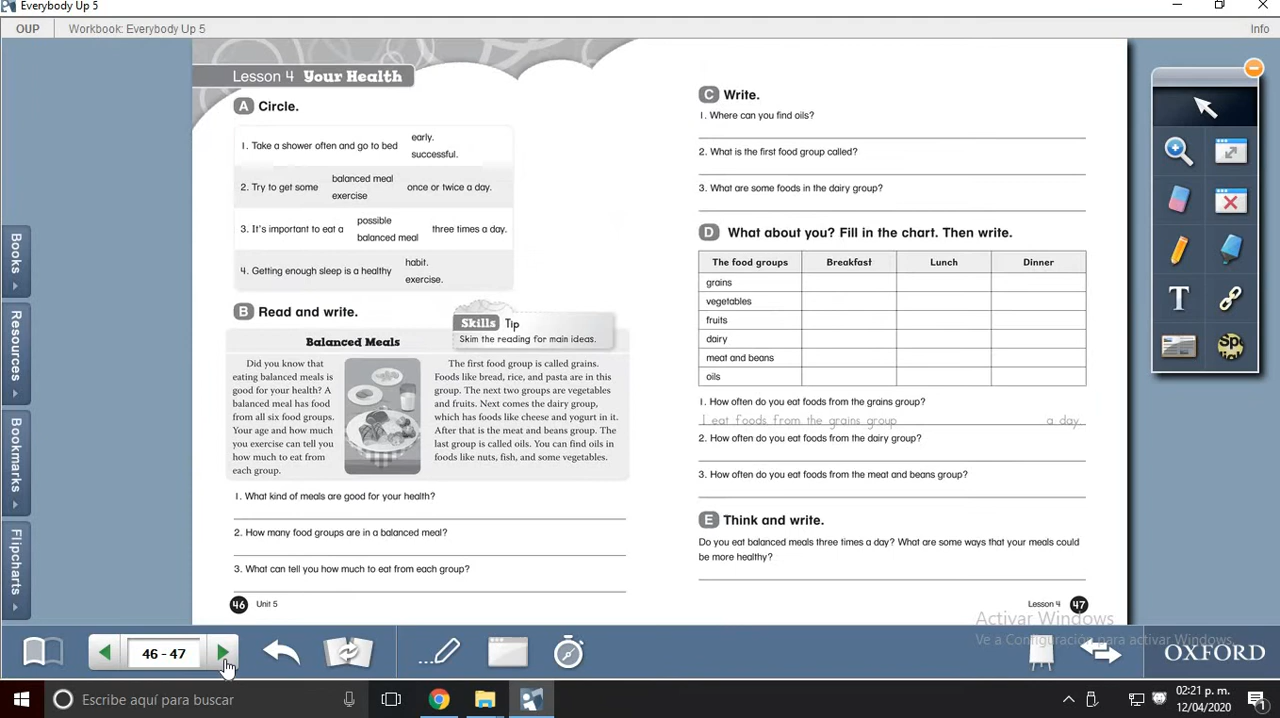 Everybody Up 5
OUP
Workbook: Everybody Up 5
Info
Lesson 4 Your Health
A Circle.
1. Take a shower often and go to bed early. successful.
2. Try to get some balanced meal exercise once or twice a day.
3. It's important to eat a possible balanced meal three times a day.
4. Getting enough sleep is a healthy habit. exercise.
B Read and write.
Skills Tip
Skim the reading for main ideas.
Balanced Meals
Did you know that
eating balanced meals is
good for your health? A
balanced meal has food
from all six food groups.
Your age and how much
you exercise can tell you
how much to eat from
each group.
The first food group is called grains.
Foods like bread, rice, and pasta are in this
group. The next two groups are vegetables
and fruits. Next comes the dairy group,
which has foods like cheese and yogurt in it.
After that is the meat and beans group. The
last group is called oils. You can find oils in
foods like nuts, fish, and some vegetables.
1. What kind of meals are good for your health?
2. How many food groups are in a balanced meal?
3. What can tell you how much to eat from each group?
46 Unit 5
C Write.
1. Where can you find oils?
2. What is the first food group called?
3. What are some foods in the dairy group?
D What about you? Fill in the chart. Then write.
The food groups Breakfast Lunch Dinner
grains
vegetables
fruits
dairy
meat and beans
oils
1. How often do you eat foods from the grains group?
I eat foods from the grains group a day.
2. How often do you eat foods from the dairy group?
3. How often do you eat foods from the meat and beans group?
E Think and write.
Do you eat balanced meals three times a day? What are some ways that your meals could
be more healthy?
Lesson 4 47
Books
Resources
Bookmarks
Flipcharts
T
Sp
Activar Windows
Ve a Configuración para activar Windows.
46 - 47
OXFORD
Escribe aquí para buscar
02:21 p. m.
12/04/2020
1